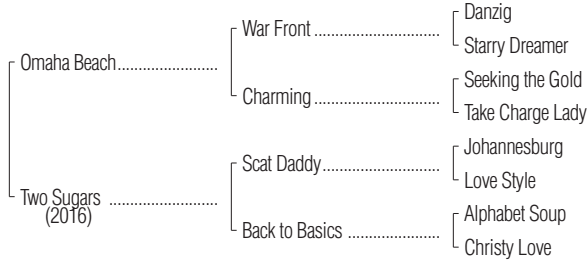 Danzig
War Front ......................
Starry Dreamer
Omaha Beach........................
Seeking the Gold
Charming ......................
Take Charge Lady
Johannesburg
Scat Daddy......................
Love Style
Two Sugars ........................
(2016)
Alphabet Soup
Back to Basics ..................
Christy Love